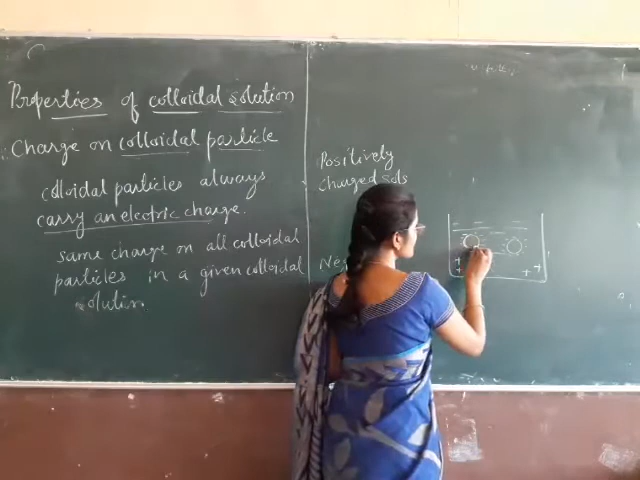 Properties of colloidal solution
Charge on colloidal particle
colloidal particles always
carry an electric charge.
same charge on all colloidal
particles in a given colloidal
solution.
Positively
charged sols
Neg
+ +
+ + +